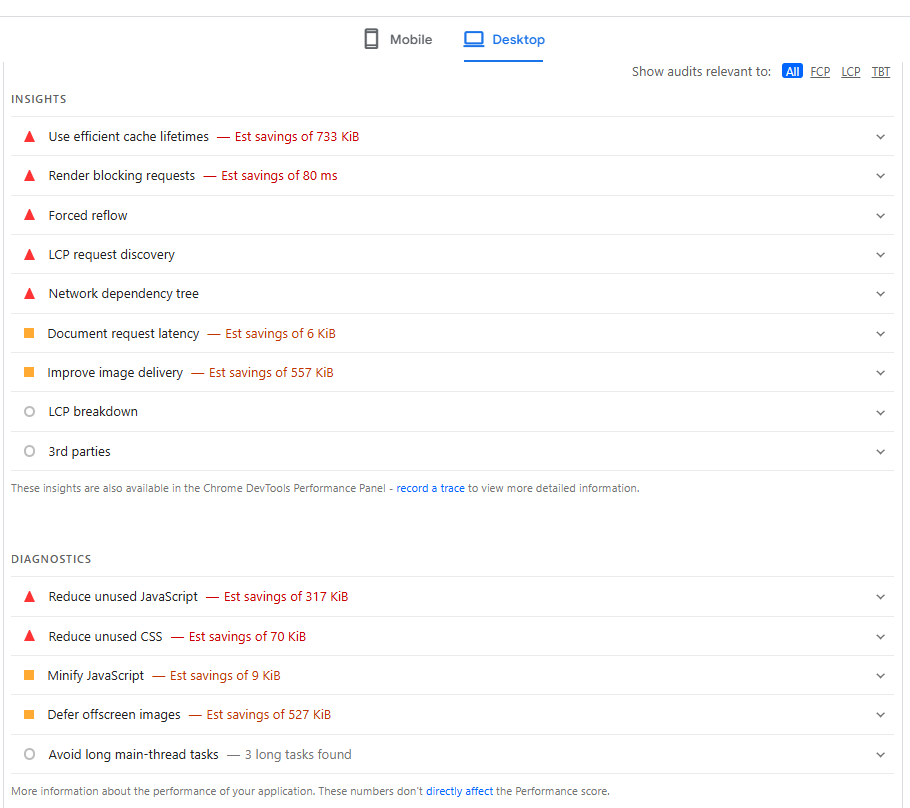 Mobile Desktop
Show audits relevant to: All FCP LCP TBT
INSIGHTS
Use efficient cache lifetimes — Est savings of 733 KiB
Render blocking requests — Est savings of 80 ms
Forced reflow
LCP request discovery
Network dependency tree
Document request latency — Est savings of 6 KiB
Improve image delivery — Est savings of 557 KiB
LCP breakdown
3rd parties
These insights are also available in the Chrome DevTools Performance Panel - record a trace to view more detailed information.
DIAGNOSTICS
Reduce unused JavaScript — Est savings of 317 KiB
Reduce unused CSS — Est savings of 70 KiB
Minify JavaScript — Est savings of 9 KiB
Defer offscreen images — Est savings of 527 KiB
Avoid long main-thread tasks — 3 long tasks found
More information about the performance of your application. These numbers don't directly affect the Performance score.